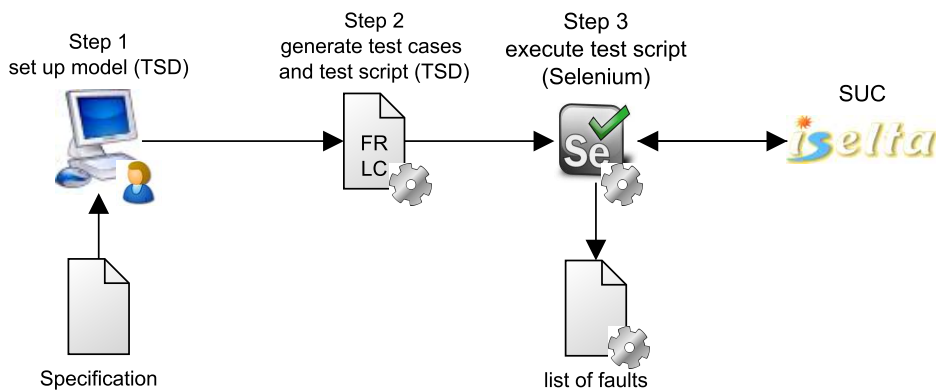 Step 1
set up model (TSD)
Step 2
generate test cases
and test script (TSD)
Step 3
execute test script
(Selenium)
SUC
FR
LC
Se
iselta
Specification
list of faults